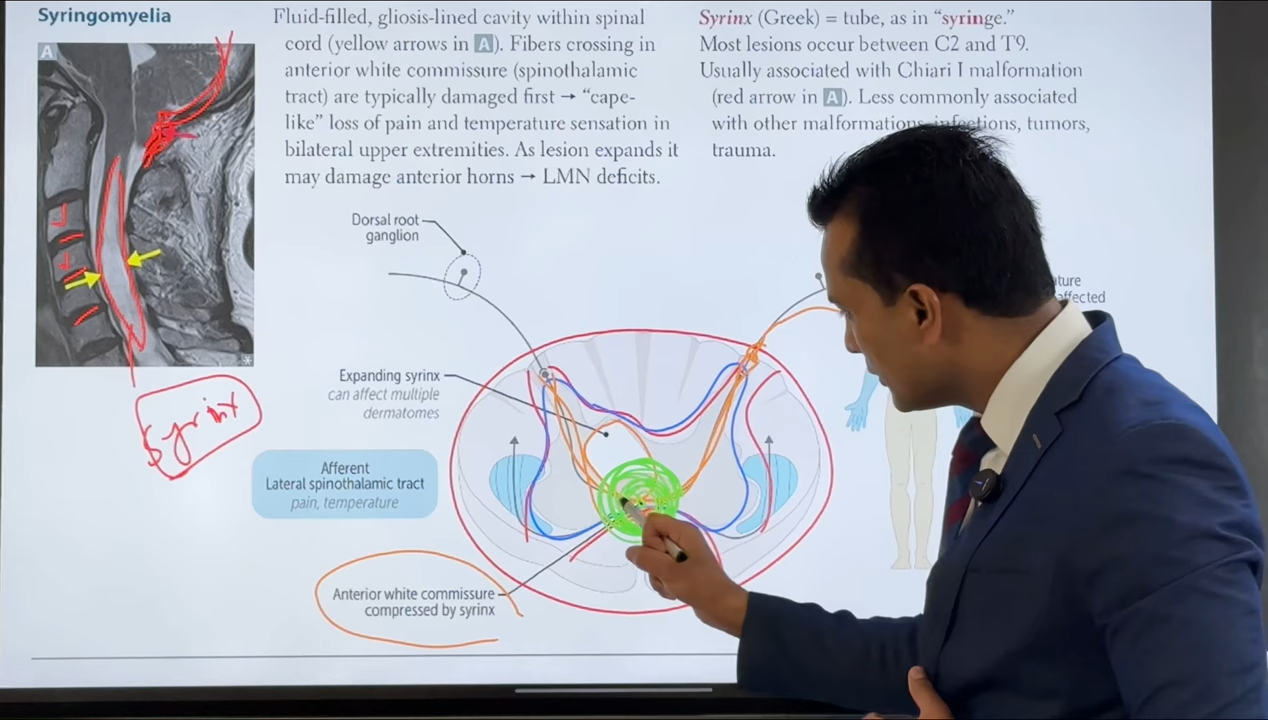 Syringomyelia
A
Fluid-filled, gliosis-lined cavity within spinal
cord (yellow arrows in A). Fibers crossing in
anterior white commissure (spinothalamic
tract) are typically damaged first → “cape-
like” loss of pain and temperature sensation in
bilateral upper extremities. As lesion expands it
may damage anterior horns → LMN deficits.
Syrinx (Greek) = tube, as in “syringe.”
Most lesions occur between C2 and T9.
Usually associated with Chiari I malformation
(red arrow in A). Less commonly associated
with other malformations, infections, tumors,
trauma.
Dorsal root
ganglion
Expanding syrinx
can affect multiple
dermatomes
Afferent
Lateral spinothalamic tract
pain, temperature
Anterior white commissure
compressed by syrinx
Syrinx